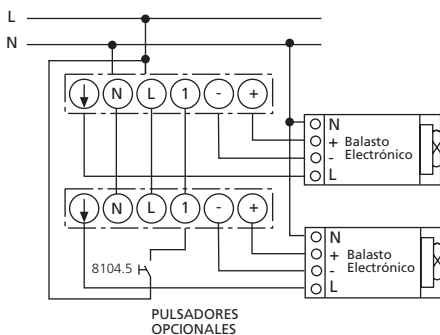 L
N
↓ N L 1 - +
N
+ Balasto
- Electrónico
L
↓ N L 1 - +
N
+ Balasto
- Electrónico
L
8104.5
PULSADORES
OPCIONALES